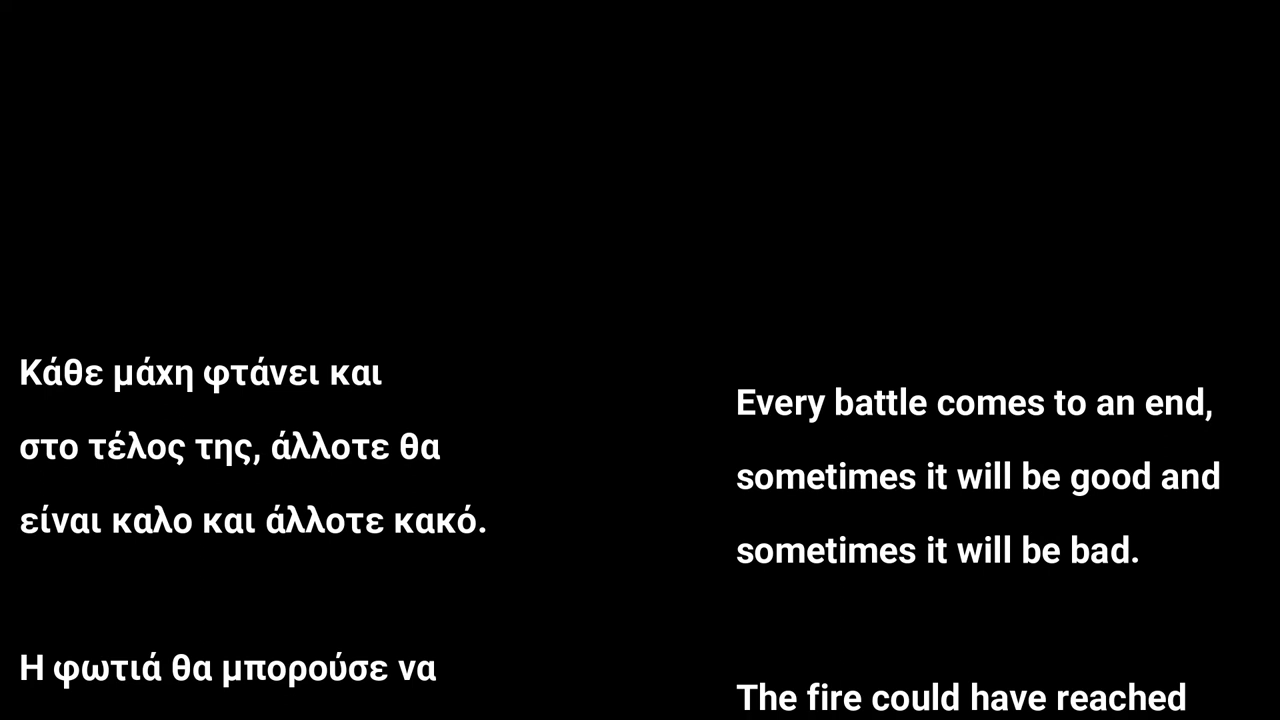 Κάθε μάχη φτάνει και
στο τέλος της, άλλοτε θα
είναι καλο και άλλοτε κακό.
Η φωτιά θα μπορούσε να
Every battle comes to an end,
sometimes it will be good and
sometimes it will be bad.
The fire could have reached